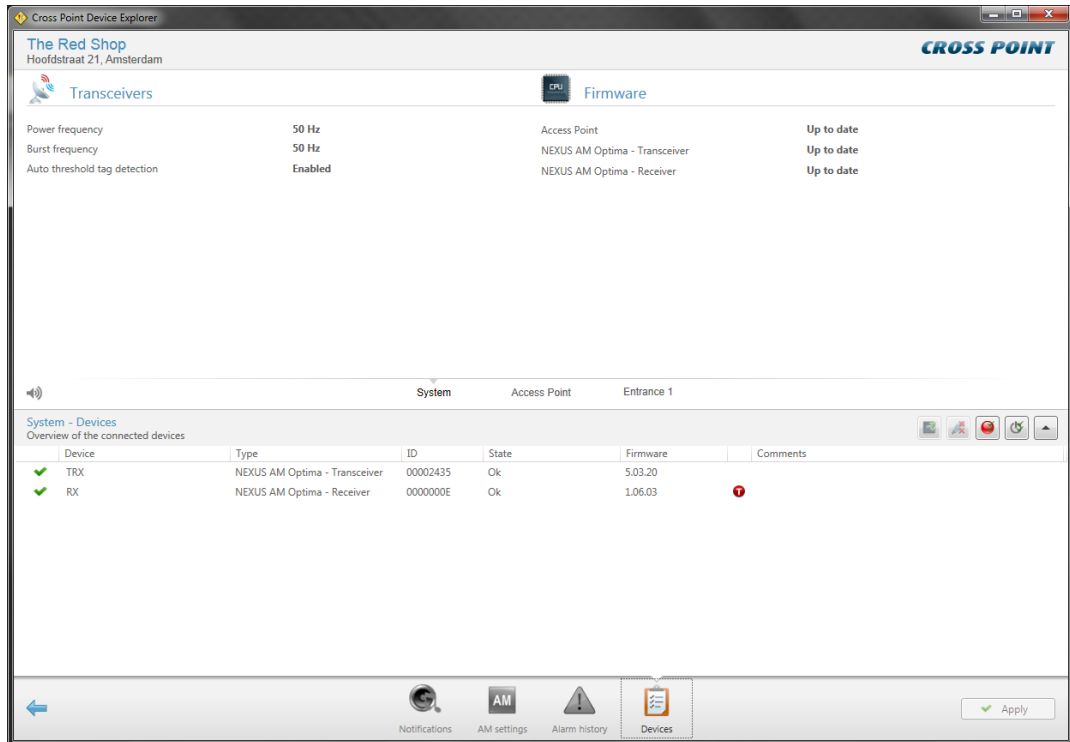 Cross Point Device Explorer
The Red Shop
Hoofdstraat 21, Amsterdam
CROSS POINT
Transceivers
CPU
Firmware
Power frequency 50 Hz
Access Point Up to date
Burst frequency 50 Hz
NEXUS AM Optima - Transceiver Up to date
Auto threshold tag detection Enabled
NEXUS AM Optima - Receiver Up to date
System Access Point Entrance 1
System - Devices
Overview of the connected devices
Device Type ID State Firmware Comments
TRX NEXUS AM Optima - Transceiver 00002435 Ok 5.03.20
RX NEXUS AM Optima - Receiver 0000000E Ok 1.06.03 T
AM
Notifications AM settings Alarm history Devices
Apply